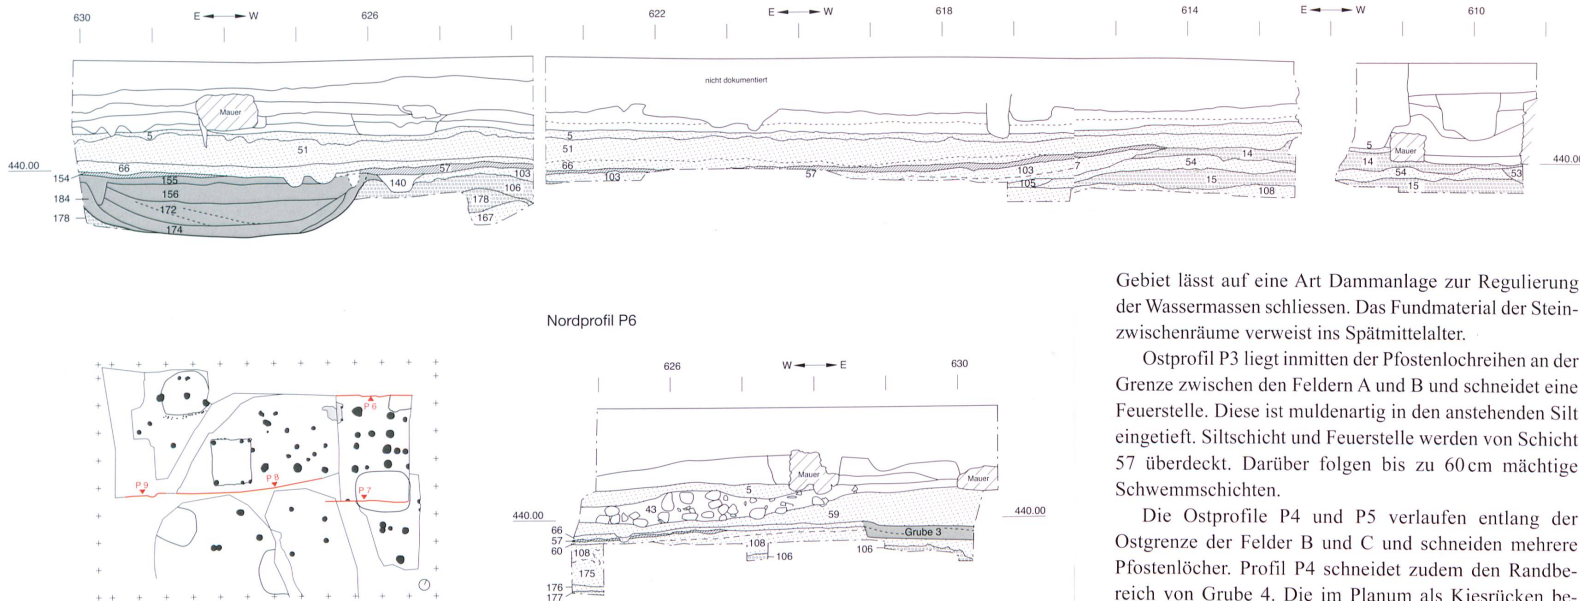 630 E W 626 622 E W 618 614 E W 610
nicht dokumentiert
Mauer
5 5 5
51 51 14 Mauer
440.00 66 57 66 7 54 14 440.00
154 155 103 103 57 103 54 53
184 156 140 106 105 15 15
178 172 178 108
174 167
Nordprofil P6
626 W E 630
P 6
P 8
P 9 P 7
Mauer Mauer
5
43 59
440.00 440.00
66 Grube 3
57 108
60 108 106 106
175
176
177
Gebiet lässt auf eine Art Dammanlage zur Regulierung
der Wassermassen schliessen. Das Fundmaterial der Stein-
zwischenräume verweist ins Spätmittelalter.
Ostprofil P3 liegt inmitten der Pfostenlochreihen an der
Grenze zwischen den Feldern A und B und schneidet eine
Feuerstelle. Diese ist muldenartig in den anstehenden Silt
eingetieft. Siltschicht und Feuerstelle werden von Schicht
57 überdeckt. Darüber folgen bis zu 60 cm mächtige
Schwemmschichten.
Die Ostprofile P4 und P5 verlaufen entlang der
Ostgrenze der Felder B und C und schneiden mehrere
Pfostenlöcher. Profil P4 schneidet zudem den Randbe-
reich von Grube 4. Die im Planum als Kiesrücken be-